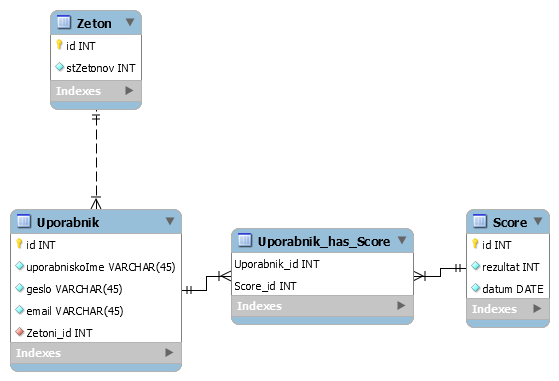 Zeton
id INT
stZetonov INT
Indexes
Uporabnik
id INT
uporabniskoIme VARCHAR(45)
geslo VARCHAR(45)
email VARCHAR(45)
Zetoni_id INT
Indexes
Uporabnik_has_Score
Uporabnik_id INT
Score_id INT
Indexes
Score
id INT
rezultat INT
datum DATE
Indexes